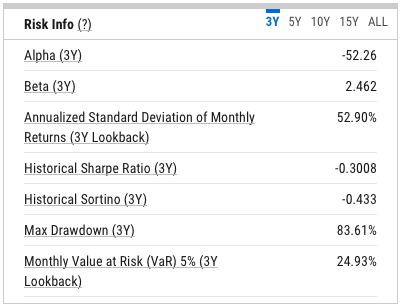 Risk Info (?) 3Y 5Y 10Y 15Y ALL
Alpha (3Y) -52.26
Beta (3Y) 2.462
Annualized Standard Deviation of Monthly 52.90%
Returns (3Y Lookback)
Historical Sharpe Ratio (3Y) -0.3008
Historical Sortino (3Y) -0.433
Max Drawdown (3Y) 83.61%
Monthly Value at Risk (VaR) 5% (3Y 24.93%
Lookback)